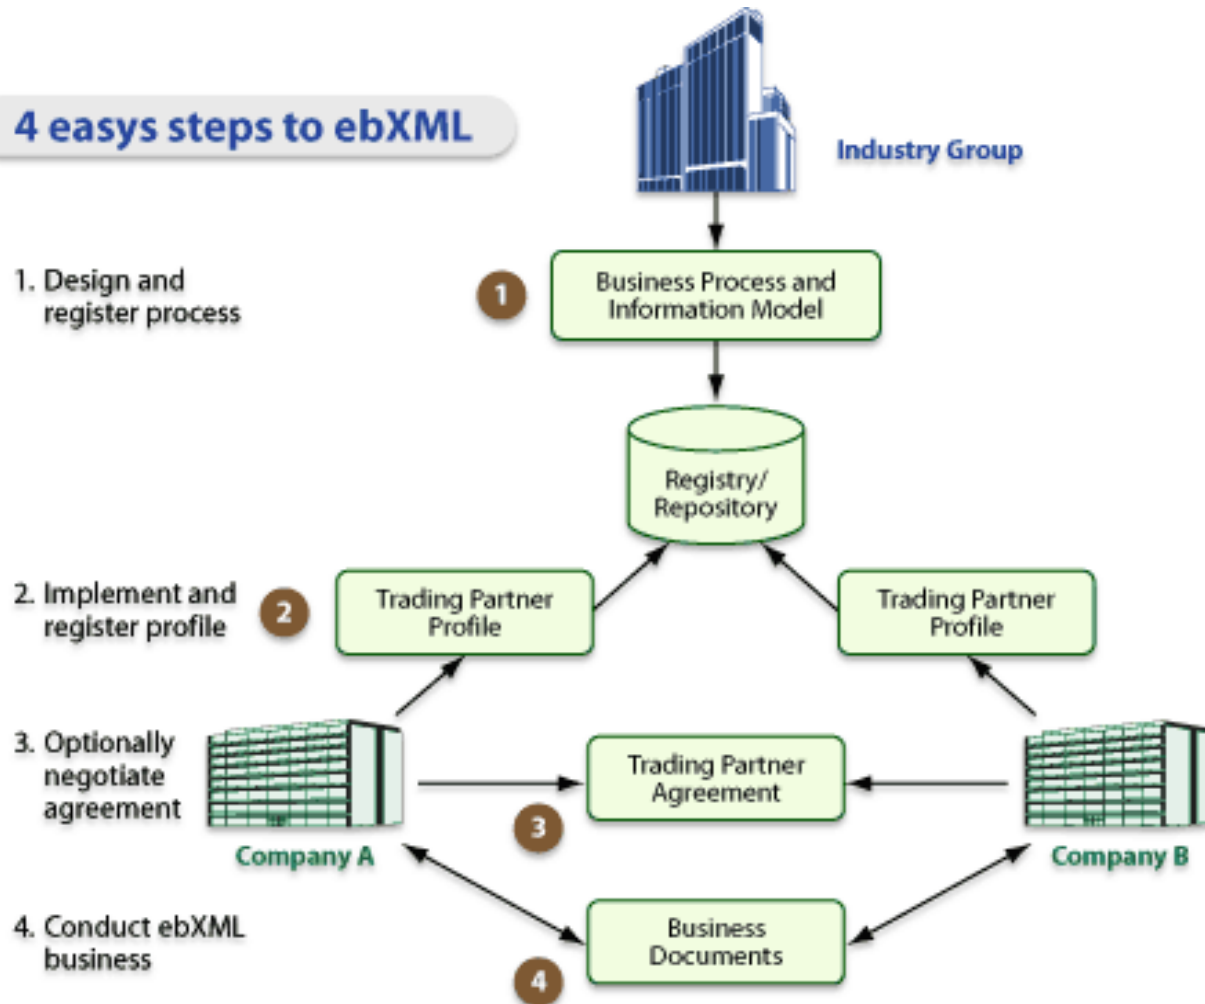 4 easys steps to ebXML
Industry Group
1. Design and
register process
1
Business Process and
Information Model
Registry/
Repository
2. Implement and
register profile
2
Trading Partner
Profile
Trading Partner
Profile
3. Optionally
negotiate
agreement
Trading Partner
Agreement
3
Company A
Company B
4. Conduct ebXML
business
Business
Documents
4